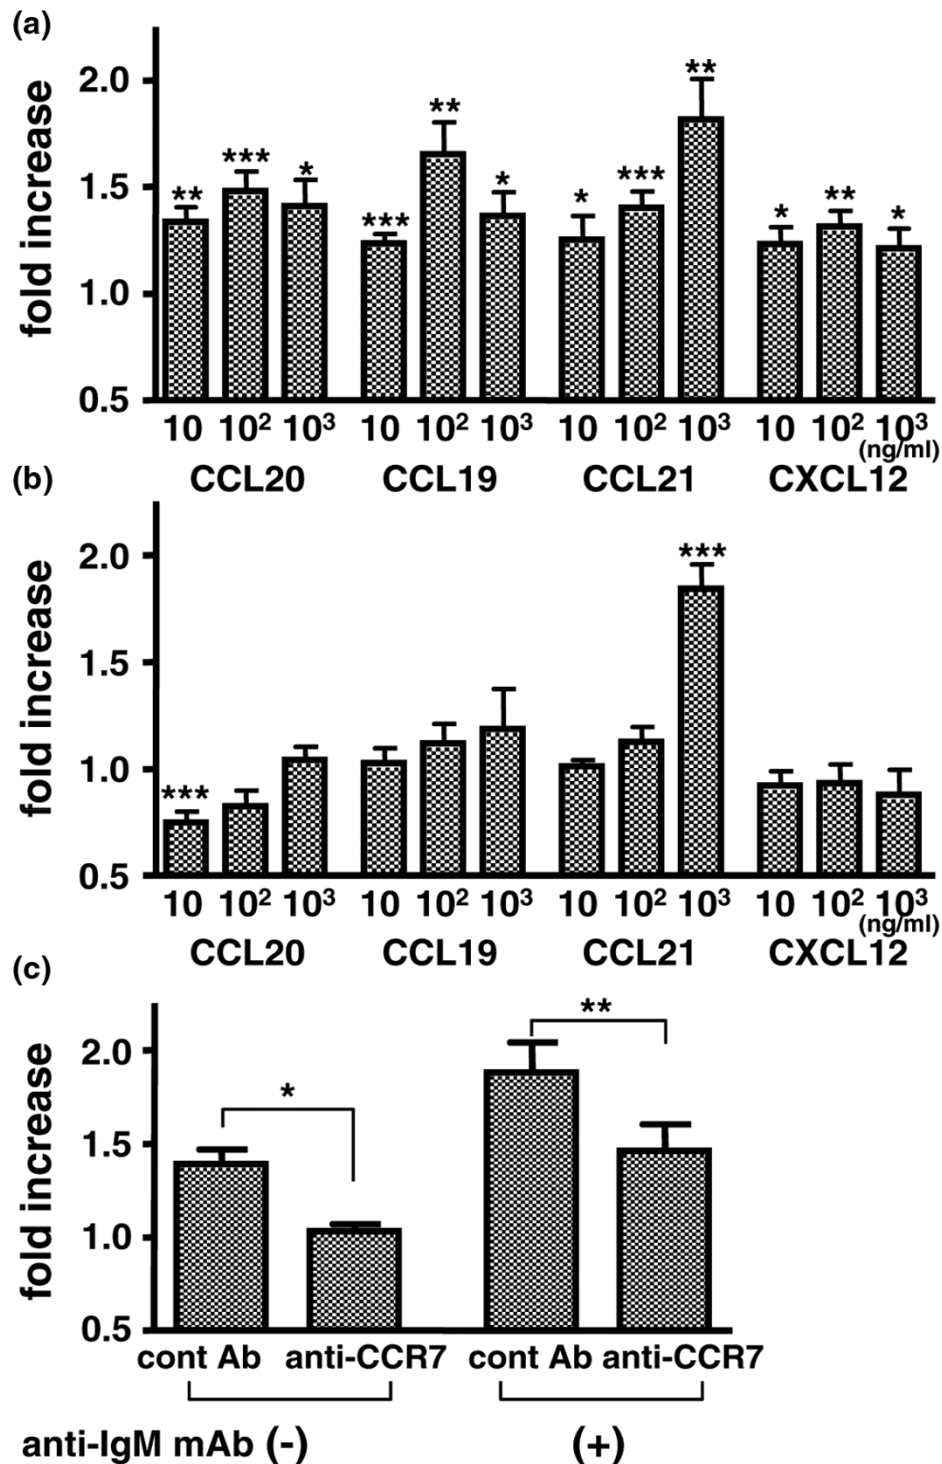 (a)
fold increase
2.0
1.5
1.0
0.5
** *** * *** ** * * *** ** * ** *
10 10² 10³ 10 10² 10³ 10 10² 10³ 10 10² 10³
(ng/ml)
CCL20 CCL19 CCL21 CXCL12
(b)
fold increase
2.0
1.5
1.0
0.5
*** ***
10 10² 10³ 10 10² 10³ 10 10² 10³ 10 10² 10³
(ng/ml)
CCL20 CCL19 CCL21 CXCL12
(c)
fold increase
2.0
1.5
1.0
0.5
* **
cont Ab anti-CCR7 cont Ab anti-CCR7
anti-IgM mAb (-) (+)